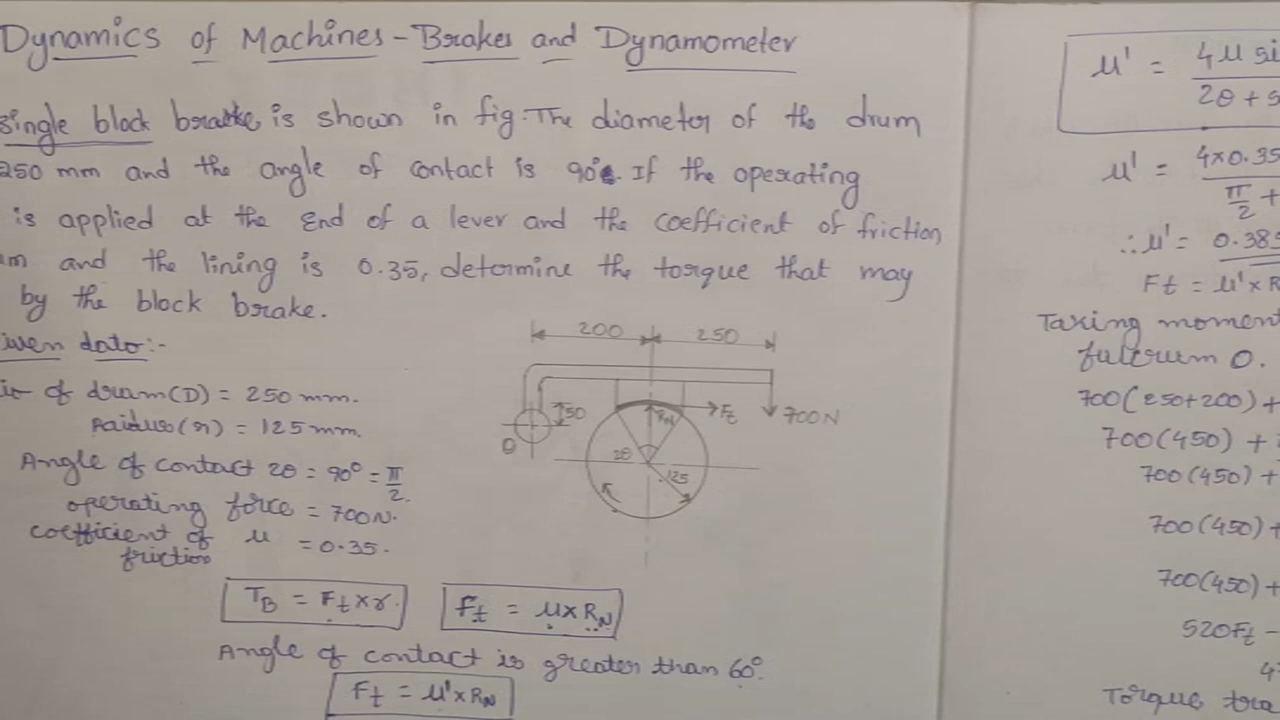 Dynamics of Machines - Brakes and Dynamometer
single block brake is shown in fig. The diameter of the drum
250 mm and the angle of contact is 90°. If the operating
is applied at the end of a lever and the coefficient of friction
m and the lining is 0.35, determine the torque that may
by the block brake.
iven data:-
of dram(D) = 250 mm.
Raidus(r) = 125 mm.
Angle of contact 2θ = 90° = π/2.
operating force = 700N.
coefficient of friction μ = 0.35.
T_B = F_t × r.
F_t = μ × R_N
Angle of contact is greater than 60°.
F_t = μ' × R_N
200
250
50
F_t
700N
R_N
O
2θ
125
μ' = 4μ si
2θ + s
μ' = 4×0.35
π/2 +
∴ μ' = 0.385
F_t = μ' × R
Taking moment
fulcrum O.
700(250+200) +
700(450) +
700(450) +
700(450) +
700(450) +
520F_t -
4
Torque tra